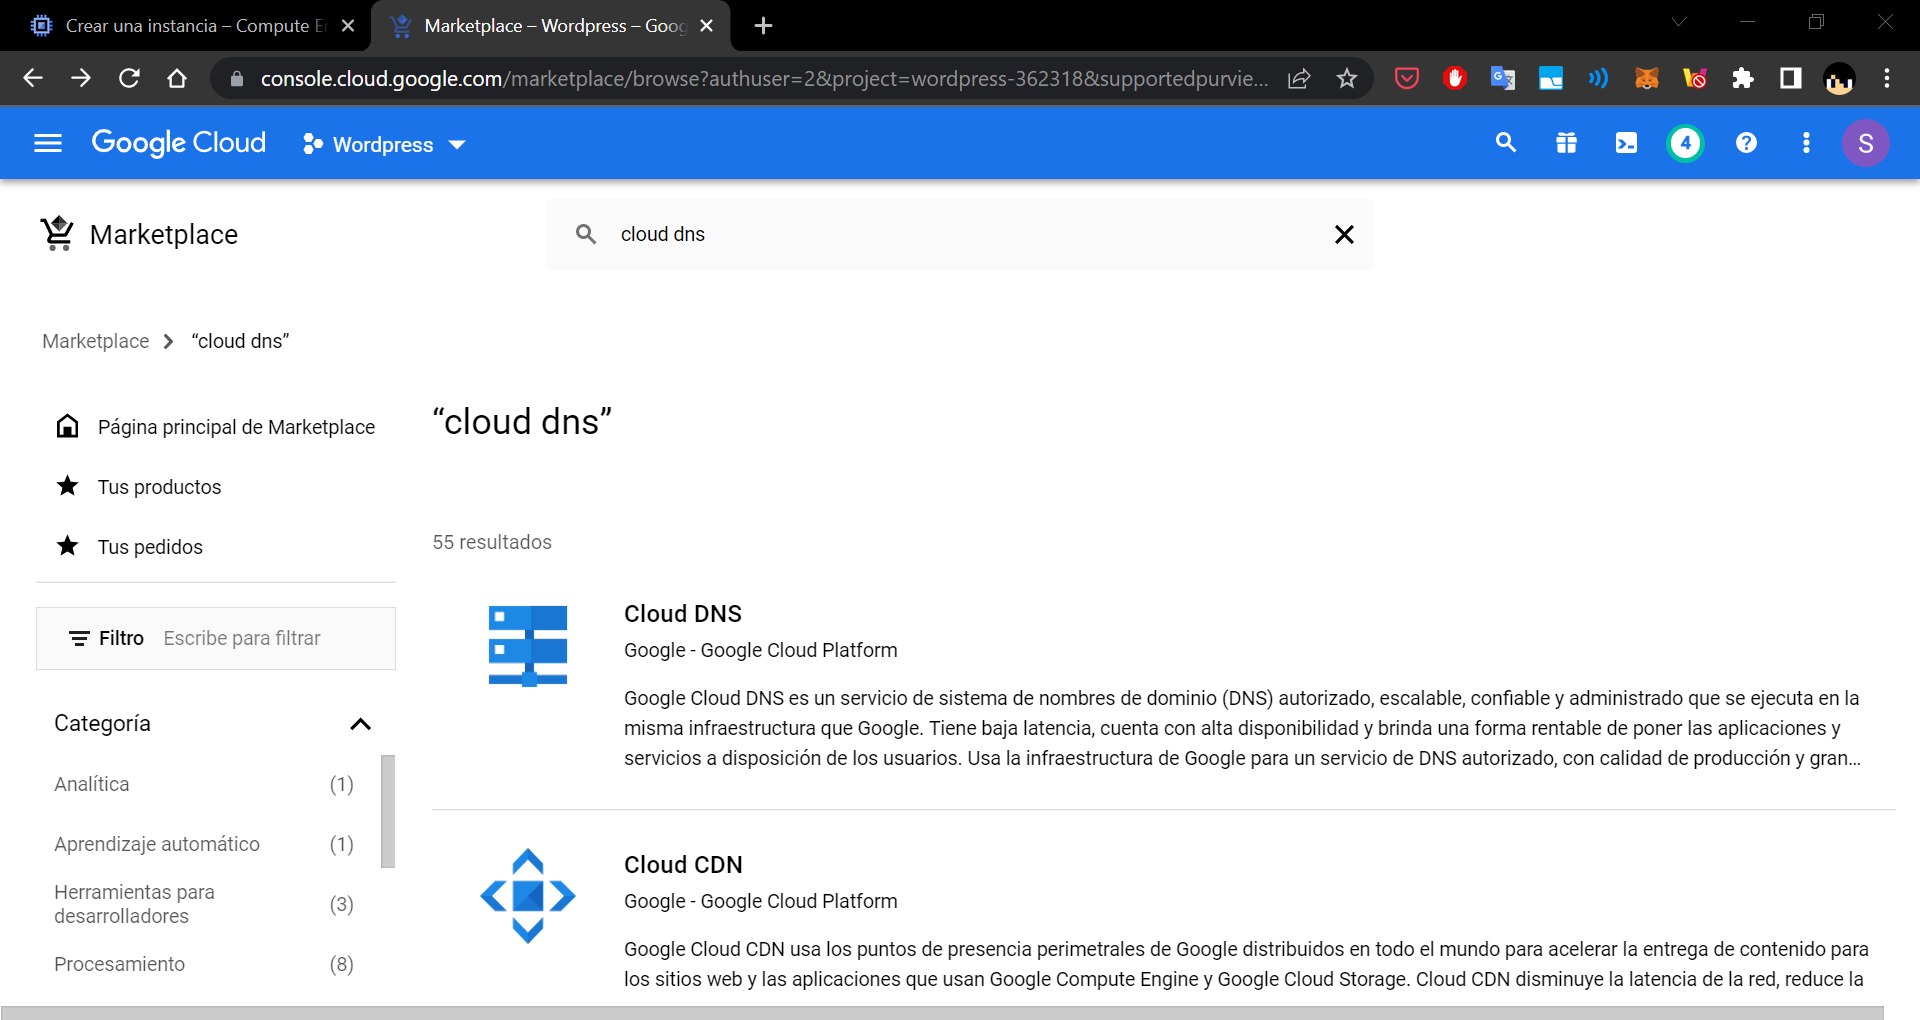 Crear una instancia – Compute E
Marketplace – Wordpress – Goog
console.cloud.google.com/marketplace/browse?authuser=2&project=wordpress-362318&supportedpurvie...
Google Cloud
Wordpress
4
S
Marketplace
cloud dns
Marketplace
“cloud dns”
Página principal de Marketplace
Tus productos
Tus pedidos
Filtro Escribe para filtrar
Categoría
Analítica (1)
Aprendizaje automático (1)
Herramientas para
desarrolladores (3)
Procesamiento (8)
“cloud dns”
55 resultados
Cloud DNS
Google - Google Cloud Platform
Google Cloud DNS es un servicio de sistema de nombres de dominio (DNS) autorizado, escalable, confiable y administrado que se ejecuta en la
misma infraestructura que Google. Tiene baja latencia, cuenta con alta disponibilidad y brinda una forma rentable de poner las aplicaciones y
servicios a disposición de los usuarios. Usa la infraestructura de Google para un servicio de DNS autorizado, con calidad de producción y gran...
Cloud CDN
Google - Google Cloud Platform
Google Cloud CDN usa los puntos de presencia perimetrales de Google distribuidos en todo el mundo para acelerar la entrega de contenido para
los sitios web y las aplicaciones que usan Google Compute Engine y Google Cloud Storage. Cloud CDN disminuye la latencia de la red, reduce la